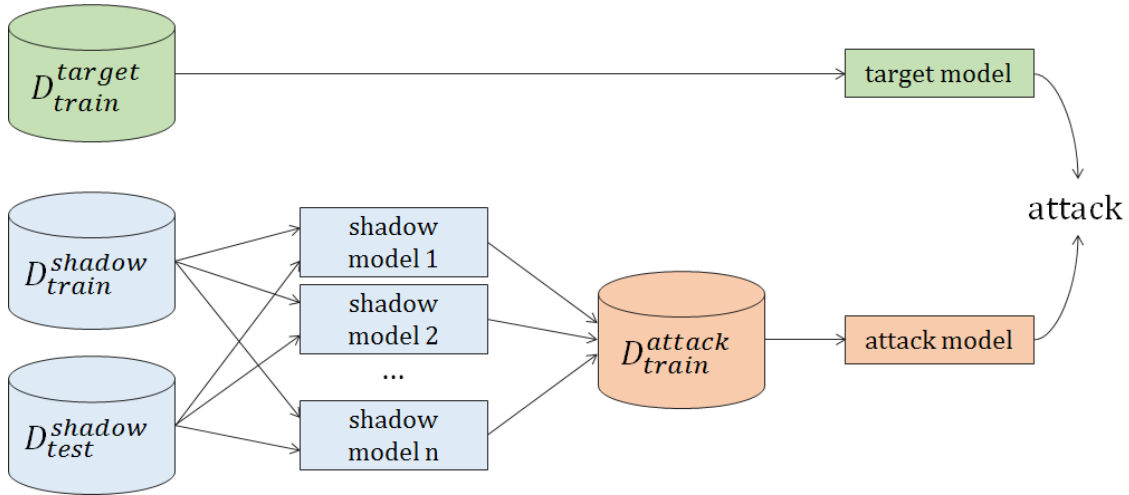 D_{train}^{target}
target model
attack
D_{train}^{shadow}
shadow
model 1
shadow
model 2
...
shadow
model n
D_{test}^{shadow}
D_{train}^{attack}
attack model